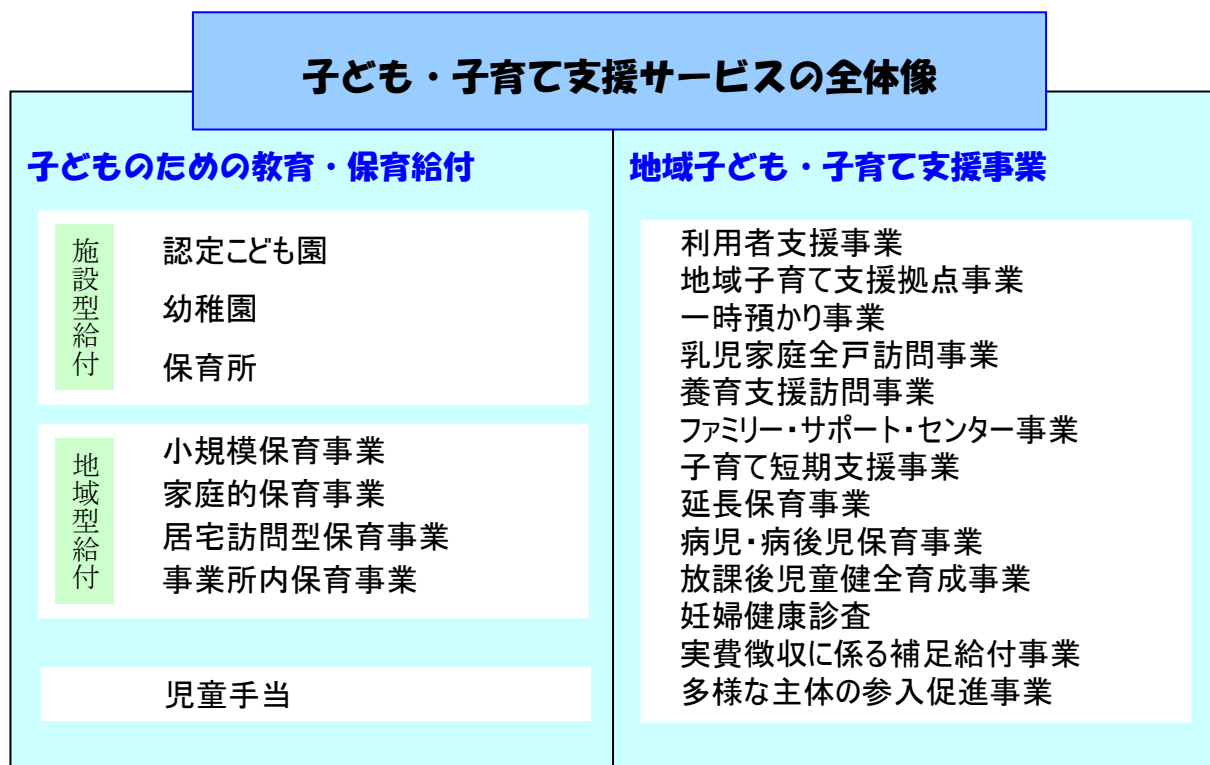 子ども・子育て支援サービスの全体像
子どものための教育・保育給付
施設型給付
認定こども園
幼稚園
保育所
地域型給付
小規模保育事業
家庭的保育事業
居宅訪問型保育事業
事業所内保育事業
児童手当
地域子ども・子育て支援事業
利用者支援事業
地域子育て支援拠点事業
一時預かり事業
乳児家庭全戸訪問事業
養育支援訪問事業
ファミリー・サポート・センター事業
子育て短期支援事業
延長保育事業
病児・病後児保育事業
放課後児童健全育成事業
妊婦健康診査
実費徴収に係る補足給付事業
多様な主体の参入促進事業